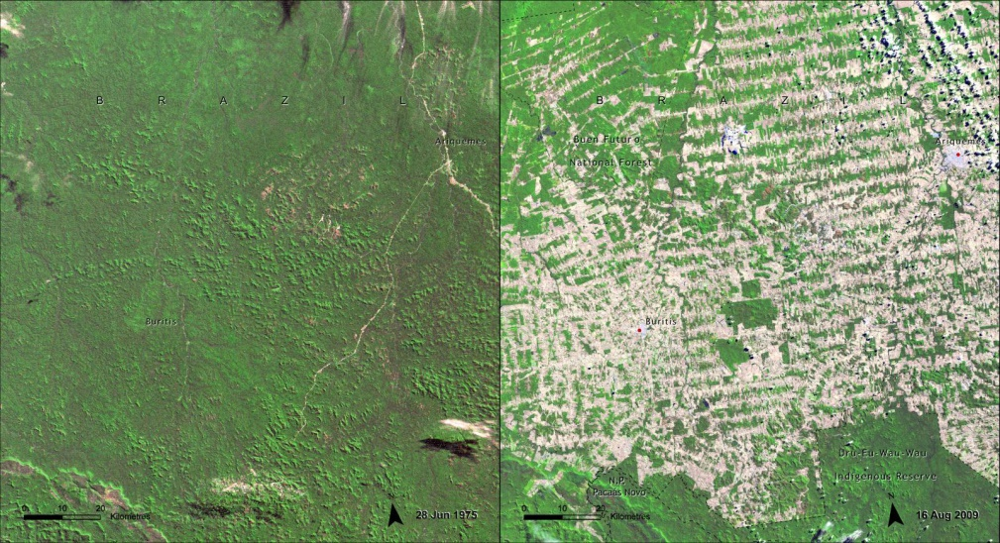 B R A Z I L
Ariquemes
Buritis
0 10 20
Kilometres
N
28 Jun 1975
B R A Z I L
Buen Futuro
National Forest
Ariquemes
Buritis
Dru-Eu-Wau-Wau
Indigenous Reserve
N.P.
Pacaas Novo
0 10 20
Kilometres
N
16 Aug 2009